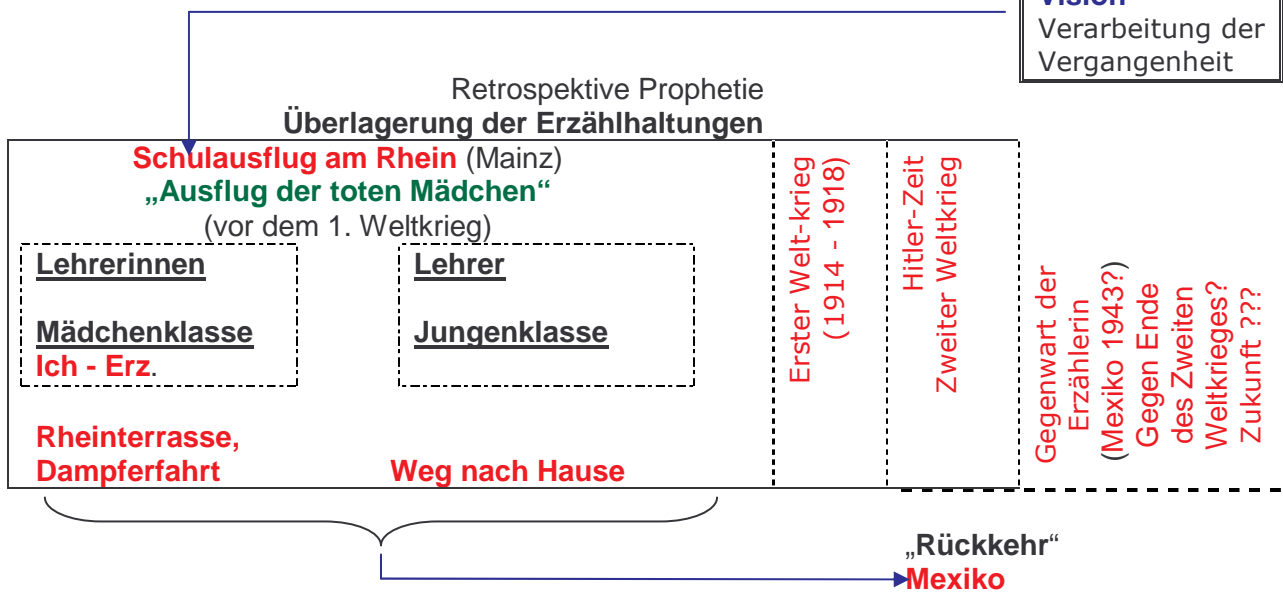 Vision
Verarbeitung der
Vergangenheit
Retrospektive Prophetie
Überlagerung der Erzählhaltungen
Schulausflug am Rhein (Mainz)
„Ausflug der toten Mädchen“
(vor dem 1. Weltkrieg)
Lehrerinnen
Mädchenklasse
Ich - Erz.
Lehrer
Jungenklasse
Rheinterrasse,
Dampferfahrt
Weg nach Hause
Erster Welt-krieg
(1914 - 1918)
Hitler-Zeit
Zweiter Weltkrieg
Gegenwart der
Erzählerin
(Mexiko 1943?)
Gegen Ende
des Zweiten
Weltkrieges?
Zukunft ???
„Rückkehr“
Mexiko